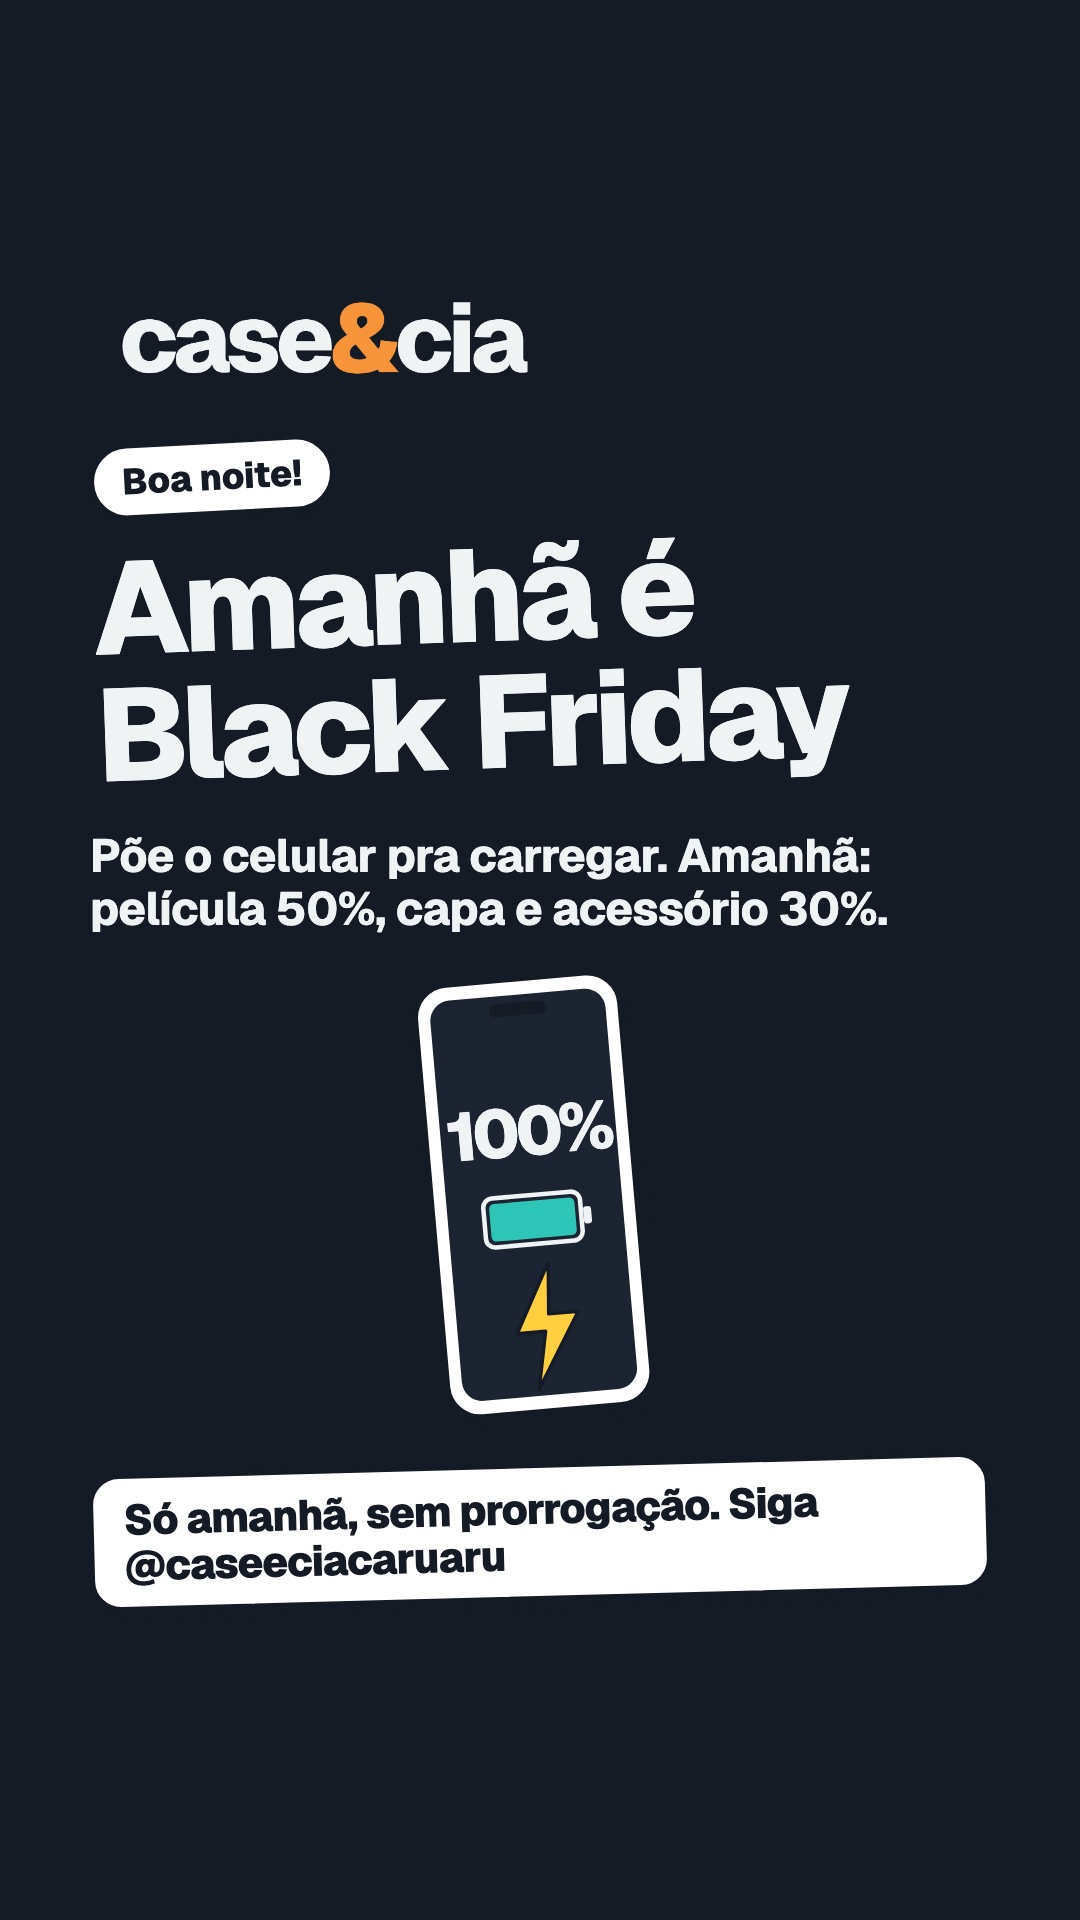 case&cia
Boa noite!
Amanhã é
Black Friday
Põe o celular pra carregar. Amanhã:
película 50%, capa e acessório 30%.
100%
Só amanhã, sem prorrogação. Siga
@caseeciacaruaru